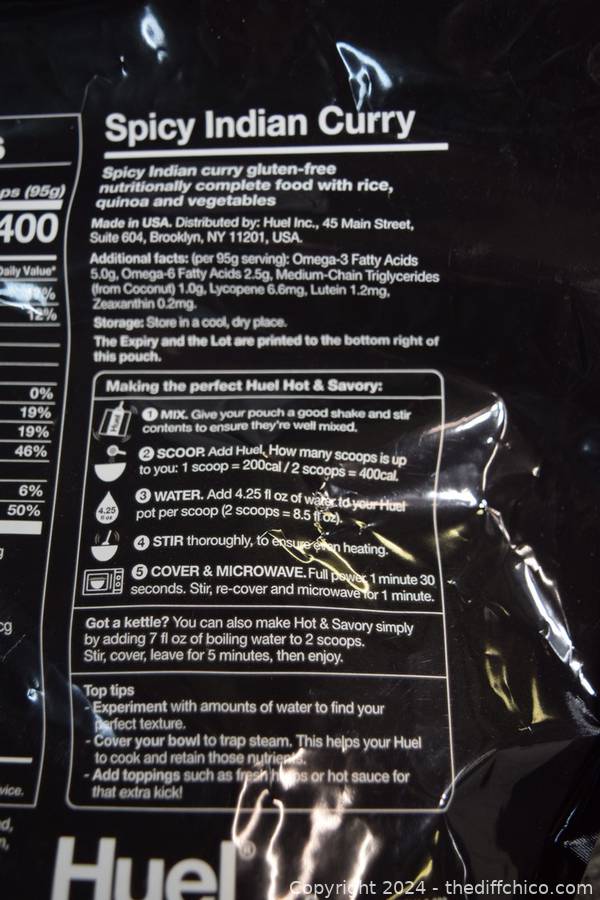 s
ps (95g)
400
Daily Value*
12%
0%
19%
19%
46%
6%
50%
g
cg
vice.
d,
n,
Spicy Indian Curry
Spicy Indian curry gluten-free
nutritionally complete food with rice,
quinoa and vegetables
Made in USA. Distributed by: Huel Inc., 45 Main Street,
Suite 604, Brooklyn, NY 11201, USA.
Additional facts: (per 95g serving): Omega-3 Fatty Acids
5.0g, Omega-6 Fatty Acids 2.5g, Medium-Chain Triglycerides
(from Coconut) 1.0g, Lycopene 6.6mg, Lutein 1.2mg,
Zeaxanthin 0.2mg.
Storage: Store in a cool, dry place.
The Expiry and the Lot are printed to the bottom right of
this pouch.
Making the perfect Huel Hot & Savory:
Huel
1 MIX. Give your pouch a good shake and stir
contents to ensure they're well mixed.
2 SCOOP. Add Huel. How many scoops is up
to you: 1 scoop = 200cal / 2 scoops = 400cal.
4.25
fl oz
3 WATER. Add 4.25 fl oz of water to your Huel
pot per scoop (2 scoops = 8.5 fl oz).
4 STIR thoroughly, to ensure even heating.
5 COVER & MICROWAVE. Full power 1 minute 30
seconds. Stir, re-cover and microwave for 1 minute.
Got a kettle? You can also make Hot & Savory simply
by adding 7 fl oz of boiling water to 2 scoops.
Stir, cover, leave for 5 minutes, then enjoy.
Top tips
- Experiment with amounts of water to find your
perfect texture.
- Cover your bowl to trap steam. This helps your Huel
to cook and retain those nutrients.
- Add toppings such as fresh herbs or hot sauce for
that extra kick!
Huel®
Copyright 2024 - thediffchico.com